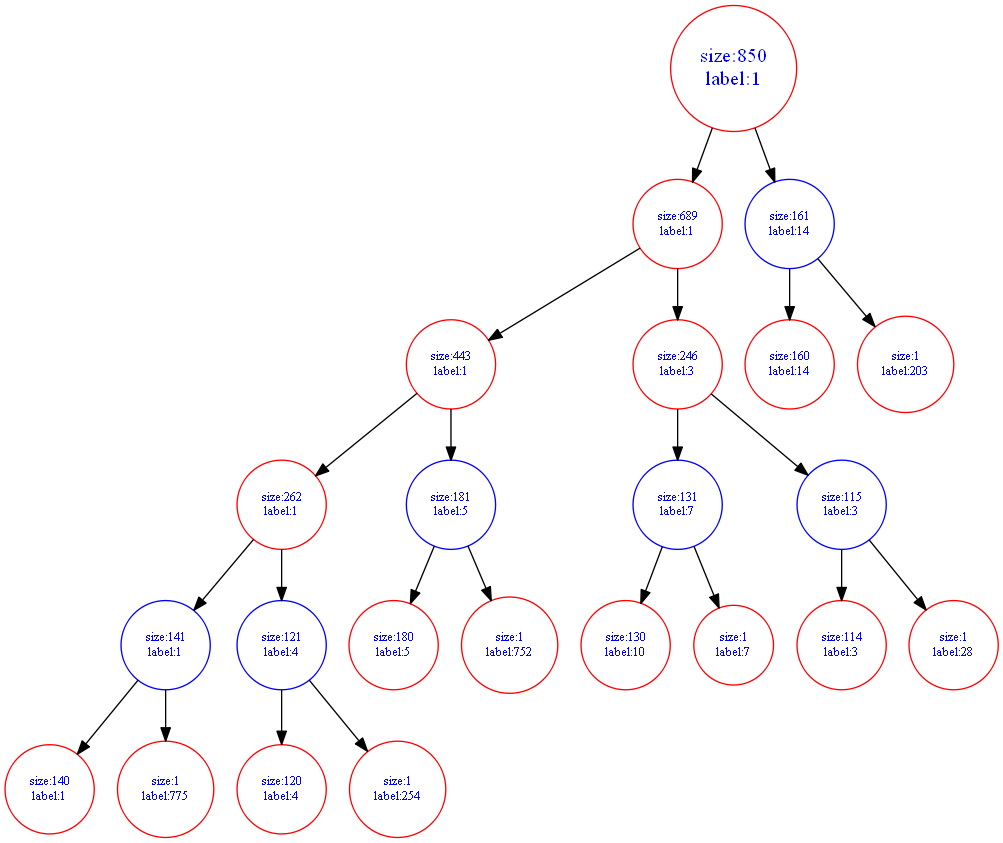 size:850
label:1
size:689
label:1
size:161
label:14
size:443
label:1
size:246
label:3
size:160
label:14
size:1
label:203
size:262
label:1
size:181
label:5
size:131
label:7
size:115
label:3
size:141
label:1
size:121
label:4
size:180
label:5
size:1
label:752
size:130
label:10
size:1
label:7
size:114
label:3
size:1
label:28
size:140
label:1
size:1
label:775
size:120
label:4
size:1
label:254